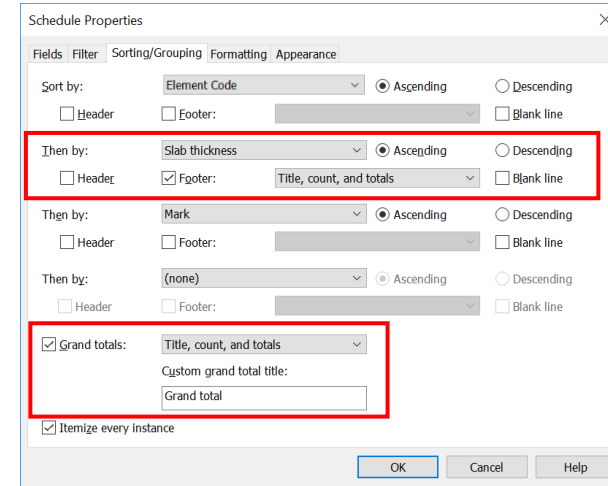 Schedule Properties
Fields Filter Sorting/Grouping Formatting Appearance
Sort by: Element Code Ascending Descending
Header Footer: Blank line
Then by: Slab thickness Ascending Descending
Header Footer: Title, count, and totals Blank line
Then by: Mark Ascending Descending
Header Footer: Blank line
Then by: (none) Ascending Descending
Header Footer: Blank line
Grand totals: Title, count, and totals
Custom grand total title:
Grand total
Itemize every instance
OK Cancel Help